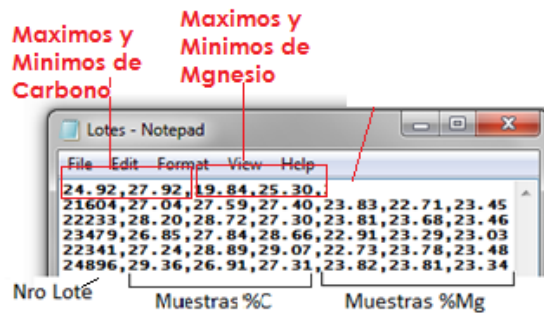 Maximos y
Minimos de
Carbono
Maximos y
Minimos de
Mgnesio
Lotes - Notepad
File Edit Format View Help
24.92,27.92,19.84,25.30,.
21604,27.04,27.59,27.40,23.83,22.71,23.45
22233,28.20,28.72,27.30,23.81,23.68,23.46
23479,26.85,27.84,28.66,22.91,23.29,23.03
22341,27.24,28.89,29.07,22.73,23.78,23.48
24896,29.36,26.91,27.31,23.82,23.81,23.34
Nro Lote
Muestras %C
Muestras %Mg